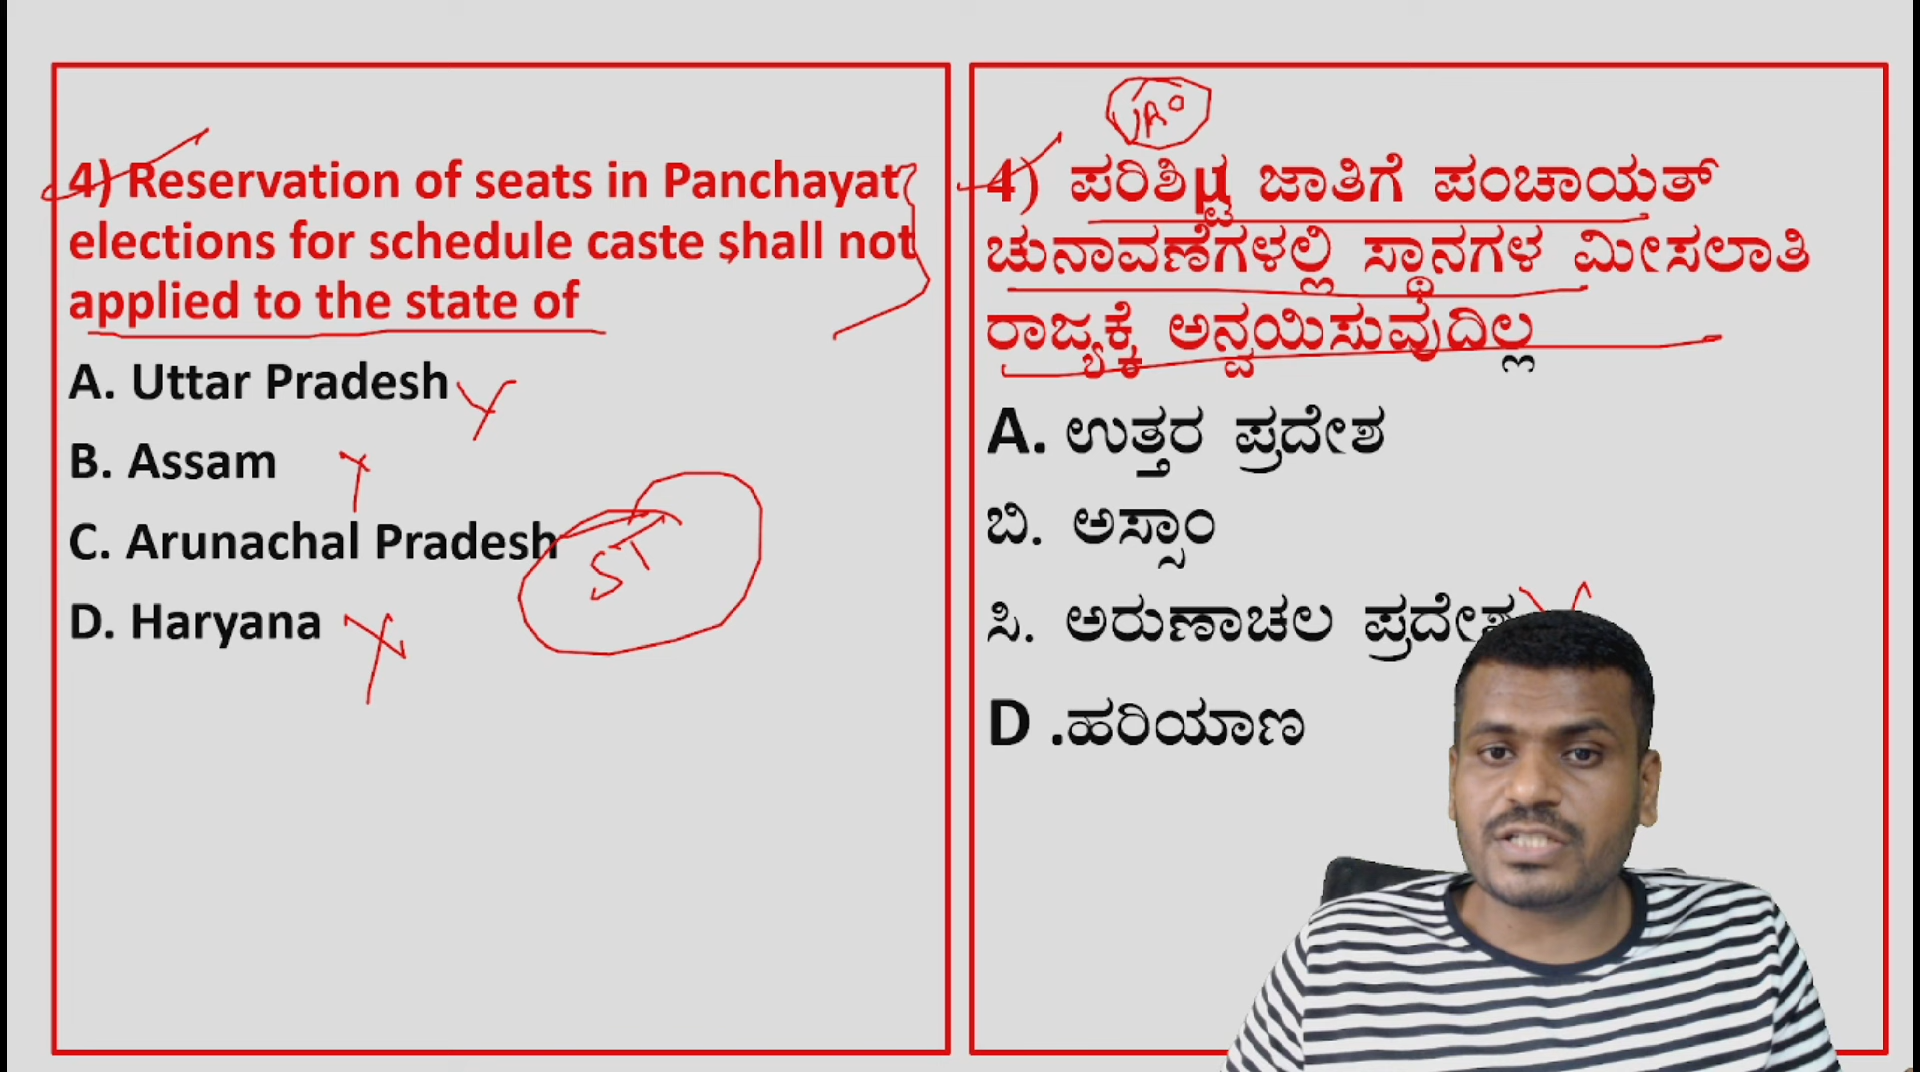 4) Reservation of seats in Panchayat
elections for schedule caste shall not
applied to the state of
A. Uttar Pradesh
B. Assam
C. Arunachal Pradesh
ST
D. Haryana
4) ಪರಿಶಿಷ್ಟ ಜಾತಿಗೆ ಪಂಚಾಯತ್
ಚುನಾವಣೆಗಳಲ್ಲಿ ಸ್ಥಾನಗಳ ಮೀಸಲಾತಿ
ರಾಜ್ಯಕ್ಕೆ ಅನ್ವಯಿಸುವುದಿಲ್ಲ
A. ಉತ್ತರ ಪ್ರದೇಶ
ಬಿ. ಅಸ್ಸಾಂ
ಸಿ. ಅರುಣಾಚಲ ಪ್ರದೇಶ
D .ಹರಿಯಾಣ